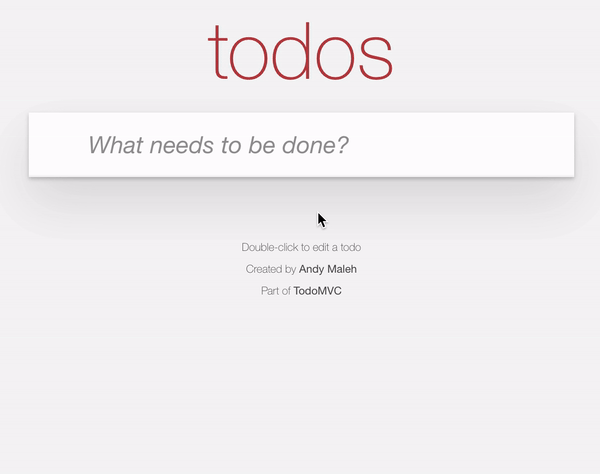 todos
What needs to be done?
Double-click to edit a todo
Created by Andy Maleh
Part of TodoMVC